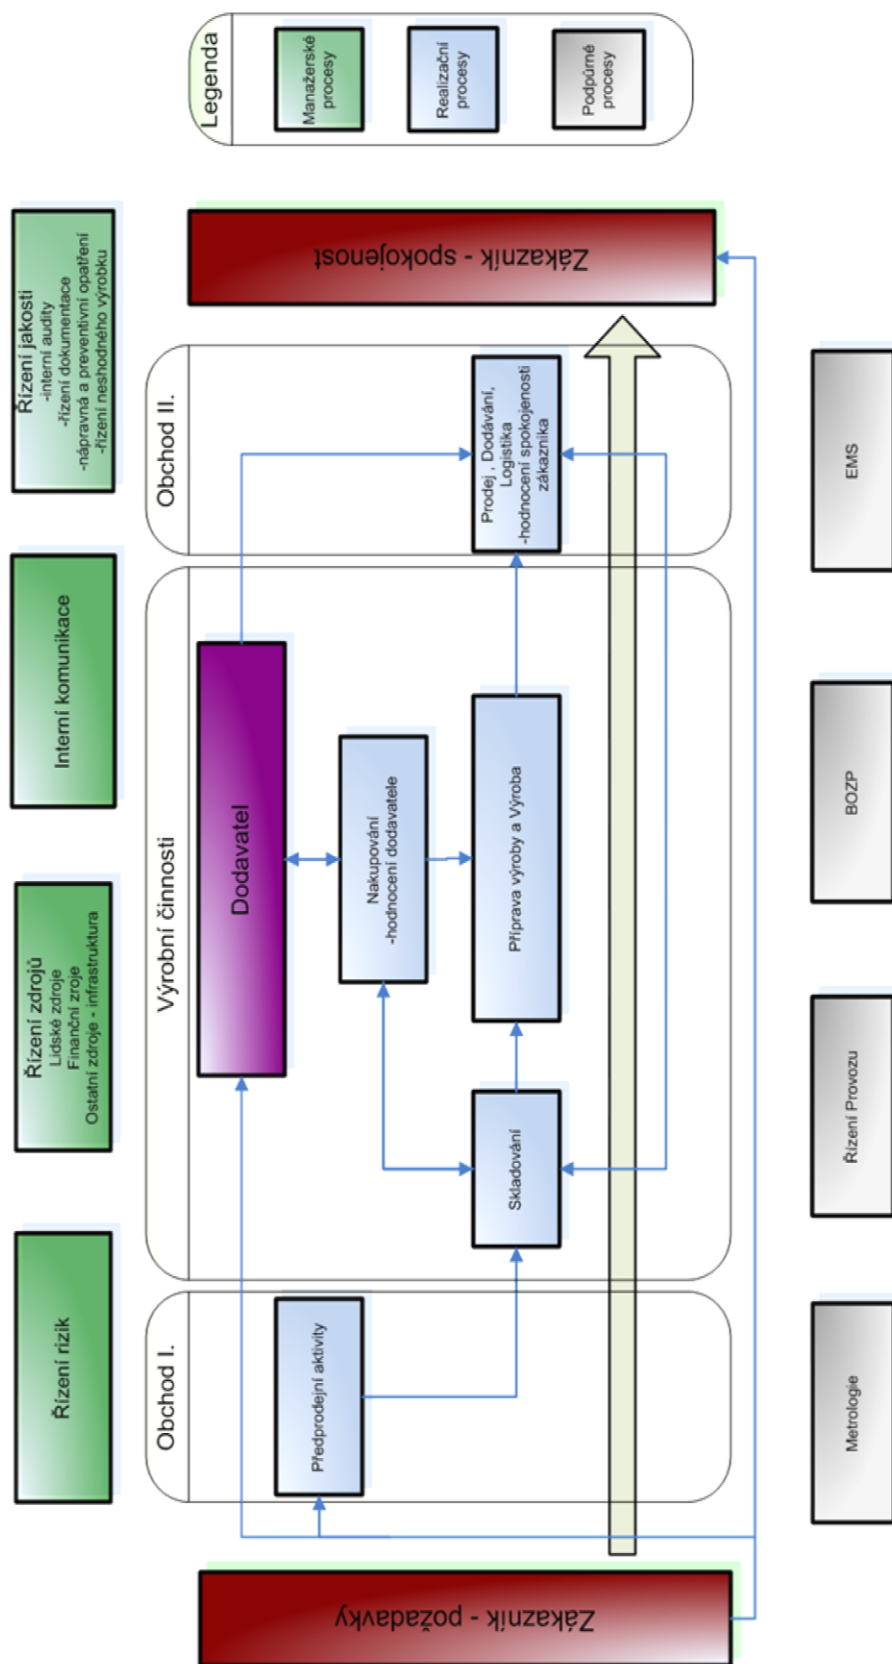 Řízení rizik
Řízení zdrojů
Lidské zdroje
Finanční zroje
Ostatní zdroje - infrastruktura
Interní komunikace
Řízení jakosti
-interní audity
-řízení dokumentace
-nápravná a preventivní opatření
-řízení neshodného výrobku
Zákazník - požadavky
Obchod I.
Předprodejní aktivity
Výrobní činnosti
Dodavatel
Nakupování
-hodnocení dodavatele
Skladování
Příprava výroby a Výroba
Obchod II.
Prodej , Dodávání,
Logistika
-hodnocení spokojenosti
zákazníka
Zákazník - spokojenost
Legenda
Manažerské
procesy
Realizační
procesy
Podpůrné
procesy
Metrologie
Řízení Provozu
BOZP
EMS